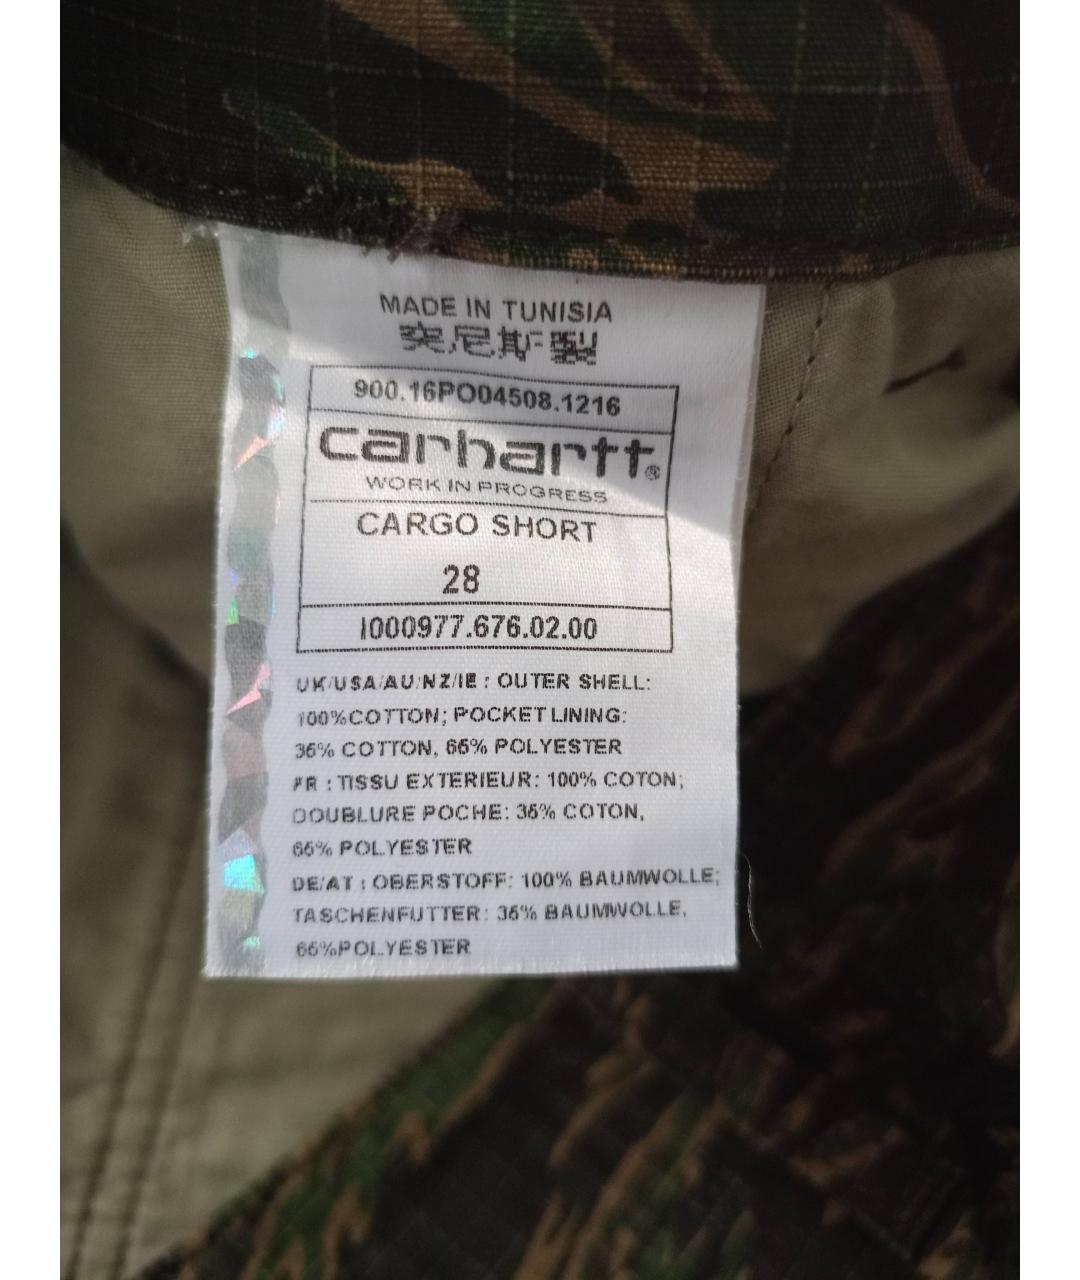 MADE IN TUNISIA
突尼斯製
900.16PO04508.1216
carhartt®
WORK IN PROGRESS
CARGO SHORT
28
I000977.676.02.00
UK/USA/AU/NZ/IE : OUTER SHELL:
100%COTTON; POCKET LINING:
35% COTTON, 65% POLYESTER
FR : TISSU EXTERIEUR: 100% COTON;
DOUBLURE POCHE: 35% COTON,
65% POLYESTER
DE/AT : OBERSTOFF: 100% BAUMWOLLE;
TASCHENFUTTER: 35% BAUMWOLLE,
65%POLYESTER